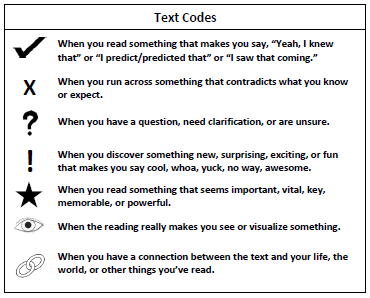 Text Codes
When you read something that makes you say, “Yeah, I knew
that” or “I predict/predicted that” or “I saw that coming.”
X
When you run across something that contradicts what you know
or expect.
?
When you have a question, need clarification, or are unsure.
!
When you discover something new, surprising, exciting, or fun
that makes you say cool, whoa, yuck, no way, awesome.
When you read something that seems important, vital, key,
memorable, or powerful.
When the reading really makes you see or visualize something.
When you have a connection between the text and your life, the
world, or other things you’ve read.